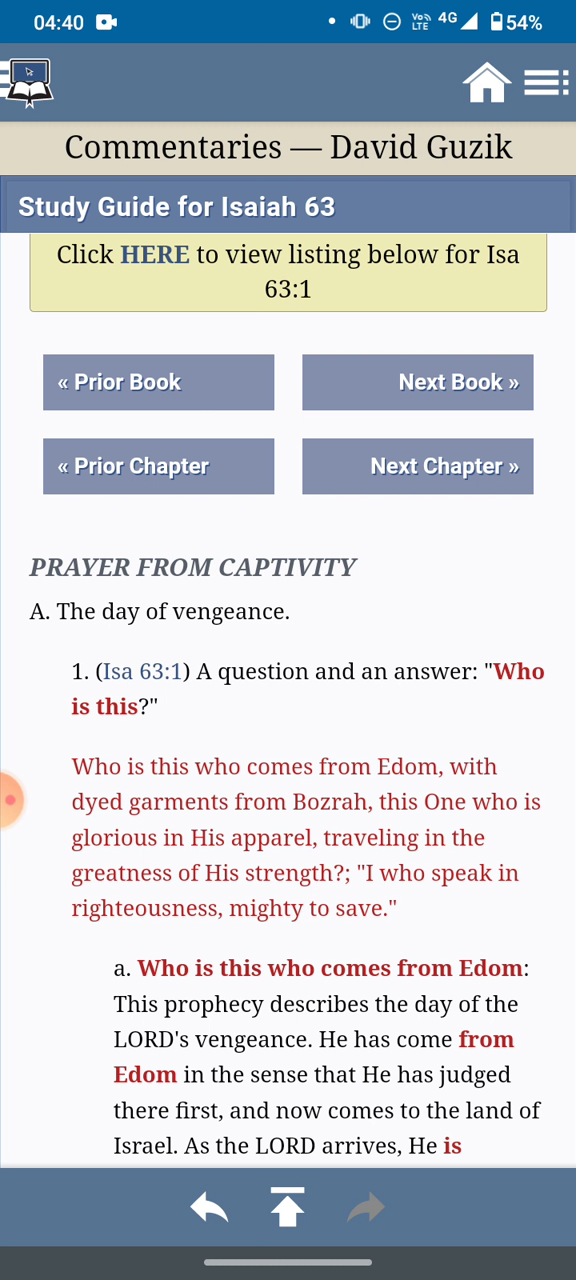 04:40 Vo LTE 4G 54%
Commentaries — David Guzik
Study Guide for Isaiah 63
Click HERE to view listing below for Isa
63:1
« Prior Book
Next Book »
« Prior Chapter
Next Chapter »
PRAYER FROM CAPTIVITY
A. The day of vengeance.
1. (Isa 63:1) A question and an answer: "Who
is this?"
Who is this who comes from Edom, with
dyed garments from Bozrah, this One who is
glorious in His apparel, traveling in the
greatness of His strength?; "I who speak in
righteousness, mighty to save."
a. Who is this who comes from Edom:
This prophecy describes the day of the
LORD's vengeance. He has come from
Edom in the sense that He has judged
there first, and now comes to the land of
Israel. As the LORD arrives, He is